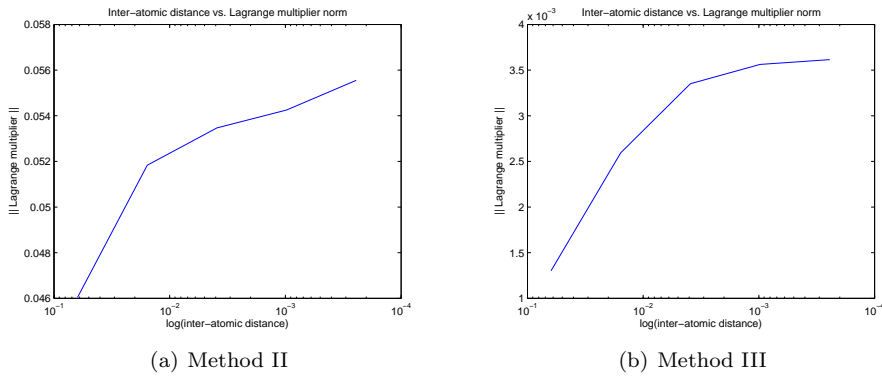 Inter−atomic distance vs. Lagrange multiplier norm
0.058
0.056
0.054
0.052
0.05
0.048
0.046
|| Lagrange multiplier ||
10−1
10−2
10−3
10−4
log(inter−atomic distance)
(a) Method II
Inter−atomic distance vs. Lagrange multiplier norm
4 x 10−3
3.5
3
2.5
2
1.5
1
|| Lagrange multiplier ||
10−1
10−2
10−3
10−4
log(inter−atomic distance)
(b) Method III